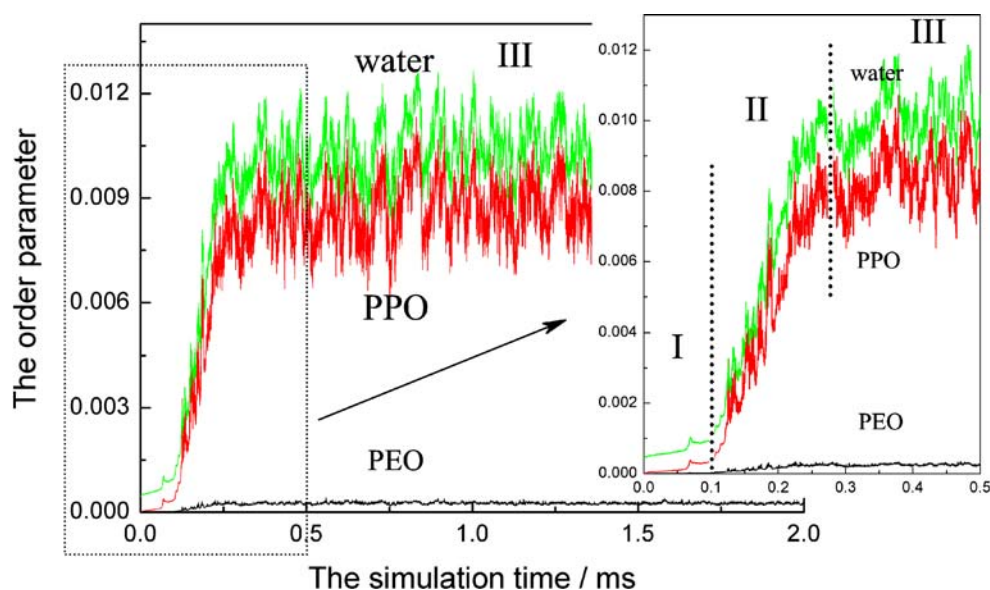 The order parameter
0.012
0.009
0.006
0.003
0.000
water
III
PPO
PEO
0.0
0.5
1.0
1.5
2.0
The simulation time / ms
0.012
0.010
0.008
0.006
0.004
0.002
0.000
I
II
III
water
PPO
PEO
0.0
0.1
0.2
0.3
0.4
0.5